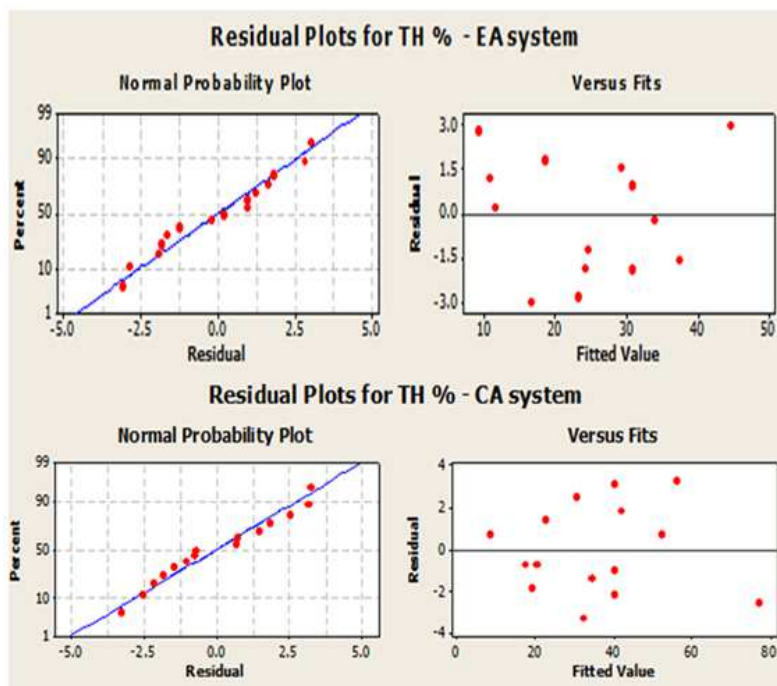 Residual Plots for TH % - EA system
Normal Probability Plot
Versus Fits
99
90
50
10
1
Percent
-5.0 -2.5 0.0 2.5 5.0
Residual
3.0
1.5
0.0
-1.5
-3.0
Residual
10 20 30 40 50
Fitted Value
Residual Plots for TH % - CA system
Normal Probability Plot
Versus Fits
99
90
50
10
1
Percent
-5.0 -2.5 0.0 2.5 5.0
Residual
4
2
0
-2
-4
Residual
0 20 40 60 80
Fitted Value